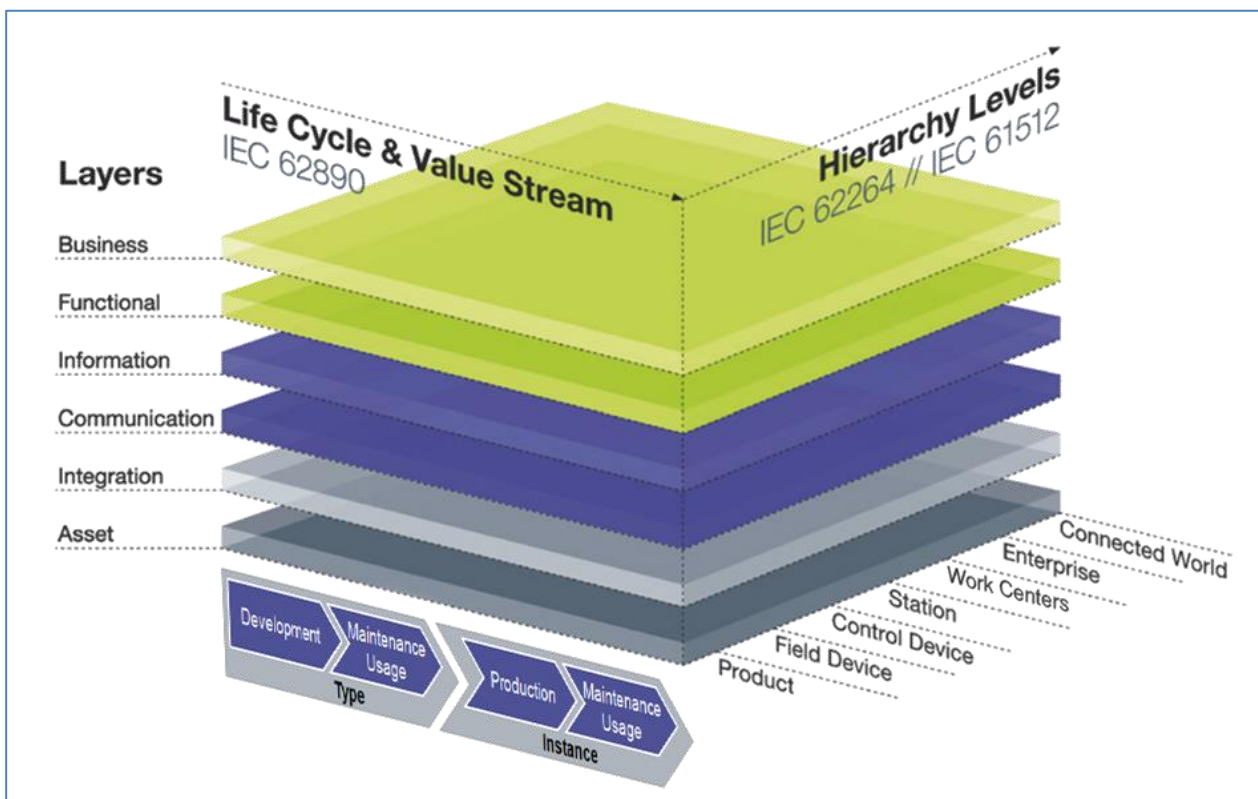 Life Cycle & Value Stream
IEC 62890
Hierarchy Levels
IEC 62264 // IEC 61512
Layers
Business
Functional
Information
Communication
Integration
Asset
Development
Maintenance
Usage
Type
Production
Maintenance
Usage
Instance
Connected World
Enterprise
Work Centers
Station
Control Device
Field Device
Product